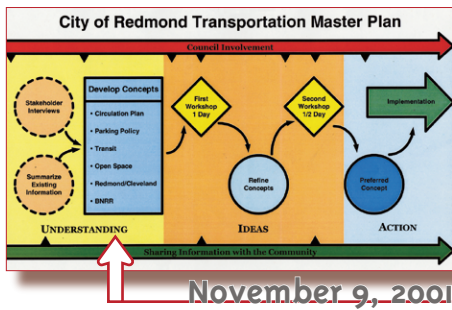 City of Redmond Transportation Master Plan
Council Involvement
Stakeholder
Interviews
Summarize
Existing
Information
Develop Concepts
• Circulation Plan
• Parking Policy
• Transit
• Open Space
• Redmond/Cleveland
• BNRR
First
Workshop
1 Day
Refine
Concepts
Second
Workshop
1/2 Day
Preferred
Concept
Implementation
UNDERSTANDING
IDEAS
ACTION
Sharing Information with the Community
November 9, 2001